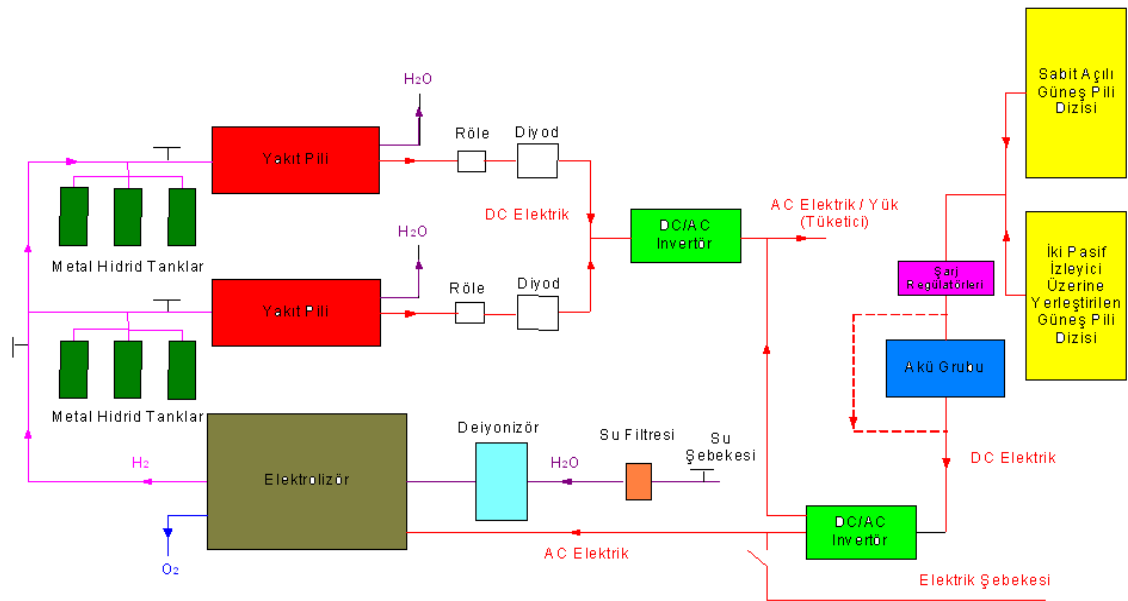 H2O
Sabit Açılı
Güneş Pili
Dizisi
Röle
Diyod
Yakıt Pili
DC Elektrik
AC Elektrik / Yük
(Tüketici)
DC/AC
Invertör
Metal Hidrid Tanklar
H2O
Röle
Diyod
Yakıt Pili
Şarj
Regülatörleri
İki Pasif
İzleyici
Üzerine
Yerleştirilen
Güneş Pili
Dizisi
Akü Grubu
Metal Hidrid Tanklar
Deiyonizör
Su Filtresi
Su
Şebekesi
H2
H2O
Elektrolizör
DC Elektrik
DC/AC
Invertör
O2
AC Elektrik
Elektrik Şebekesi